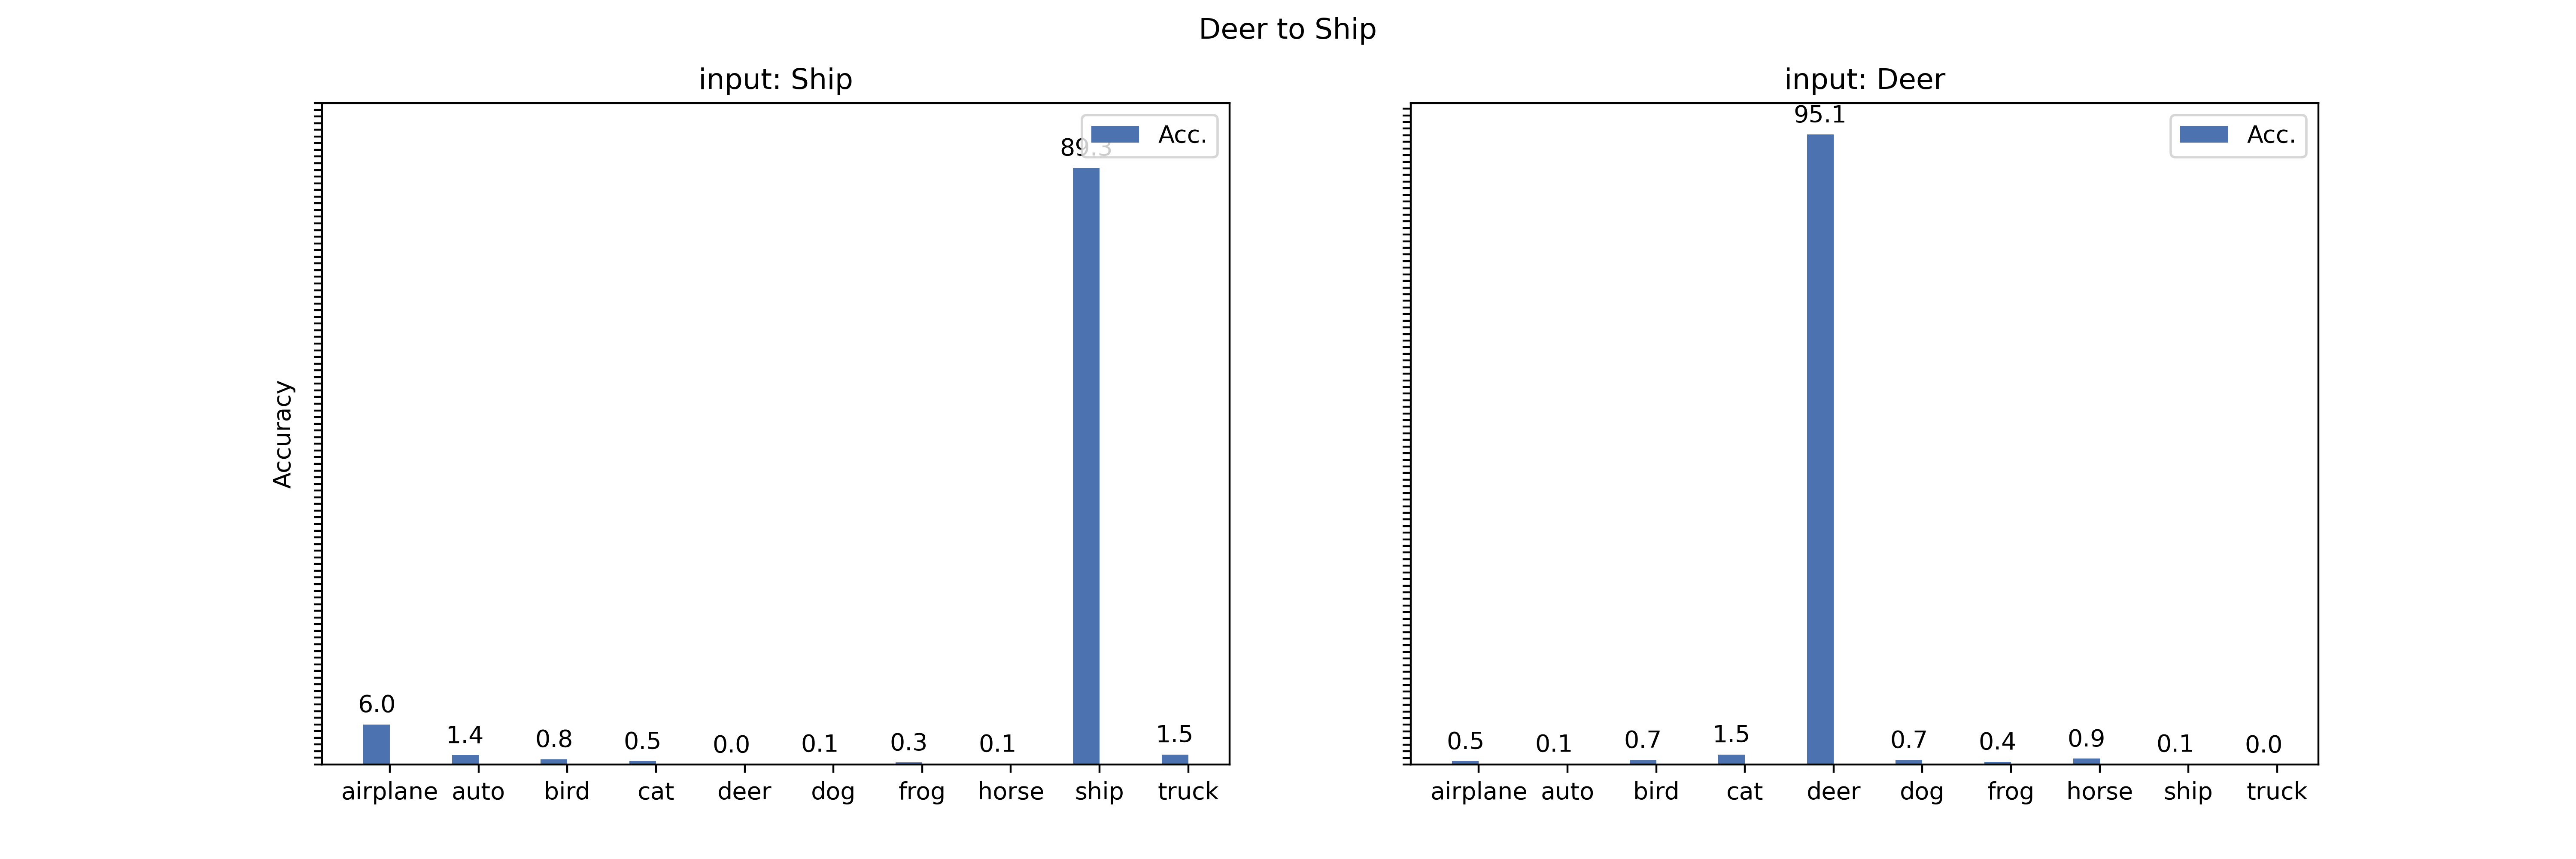 Deer to Ship
input: Ship
Acc.
89.3
6.0
1.4
0.8
0.5
0.0
0.1
0.3
0.1
1.5
Accuracy
airplane auto bird cat deer dog frog horse ship truck
input: Deer
95.1
Acc.
0.5
0.1
0.7
1.5
0.7
0.4
0.9
0.1
0.0
airplane auto bird cat deer dog frog horse ship truck